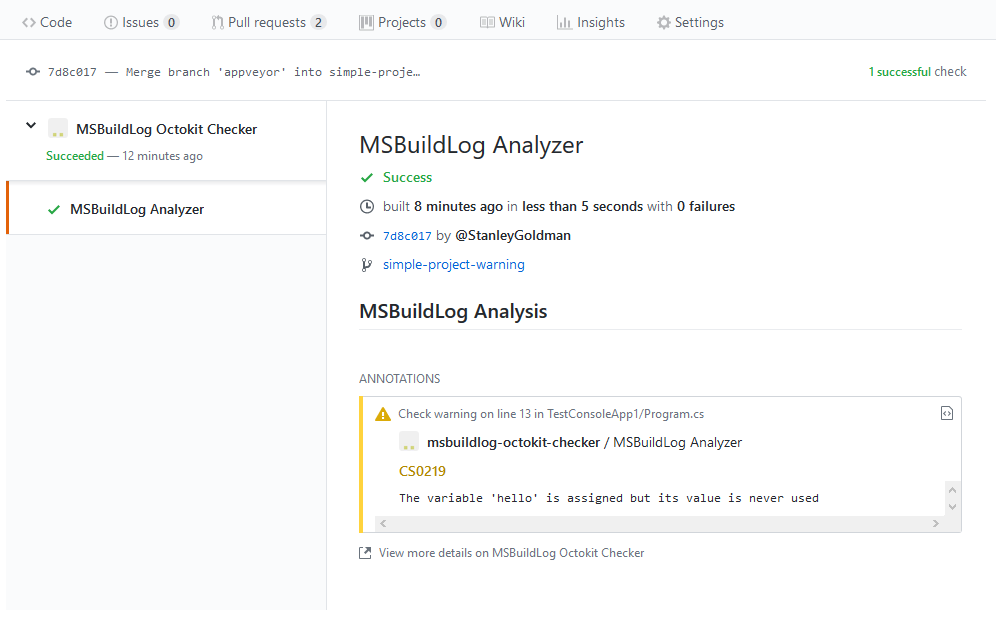 Code Issues 0 Pull requests 2 Projects 0 Wiki Insights Settings
7d8c017 — Merge branch 'appveyor' into simple-proje…
1 successful check
MSBuildLog Octokit Checker
Succeeded — 12 minutes ago
MSBuildLog Analyzer
MSBuildLog Analyzer
Success
built 8 minutes ago in less than 5 seconds with 0 failures
7d8c017 by @StanleyGoldman
simple-project-warning
MSBuildLog Analysis
ANNOTATIONS
Check warning on line 13 in TestConsoleApp1/Program.cs
msbuildlog-octokit-checker / MSBuildLog Analyzer
CS0219
The variable 'hello' is assigned but its value is never used
View more details on MSBuildLog Octokit Checker